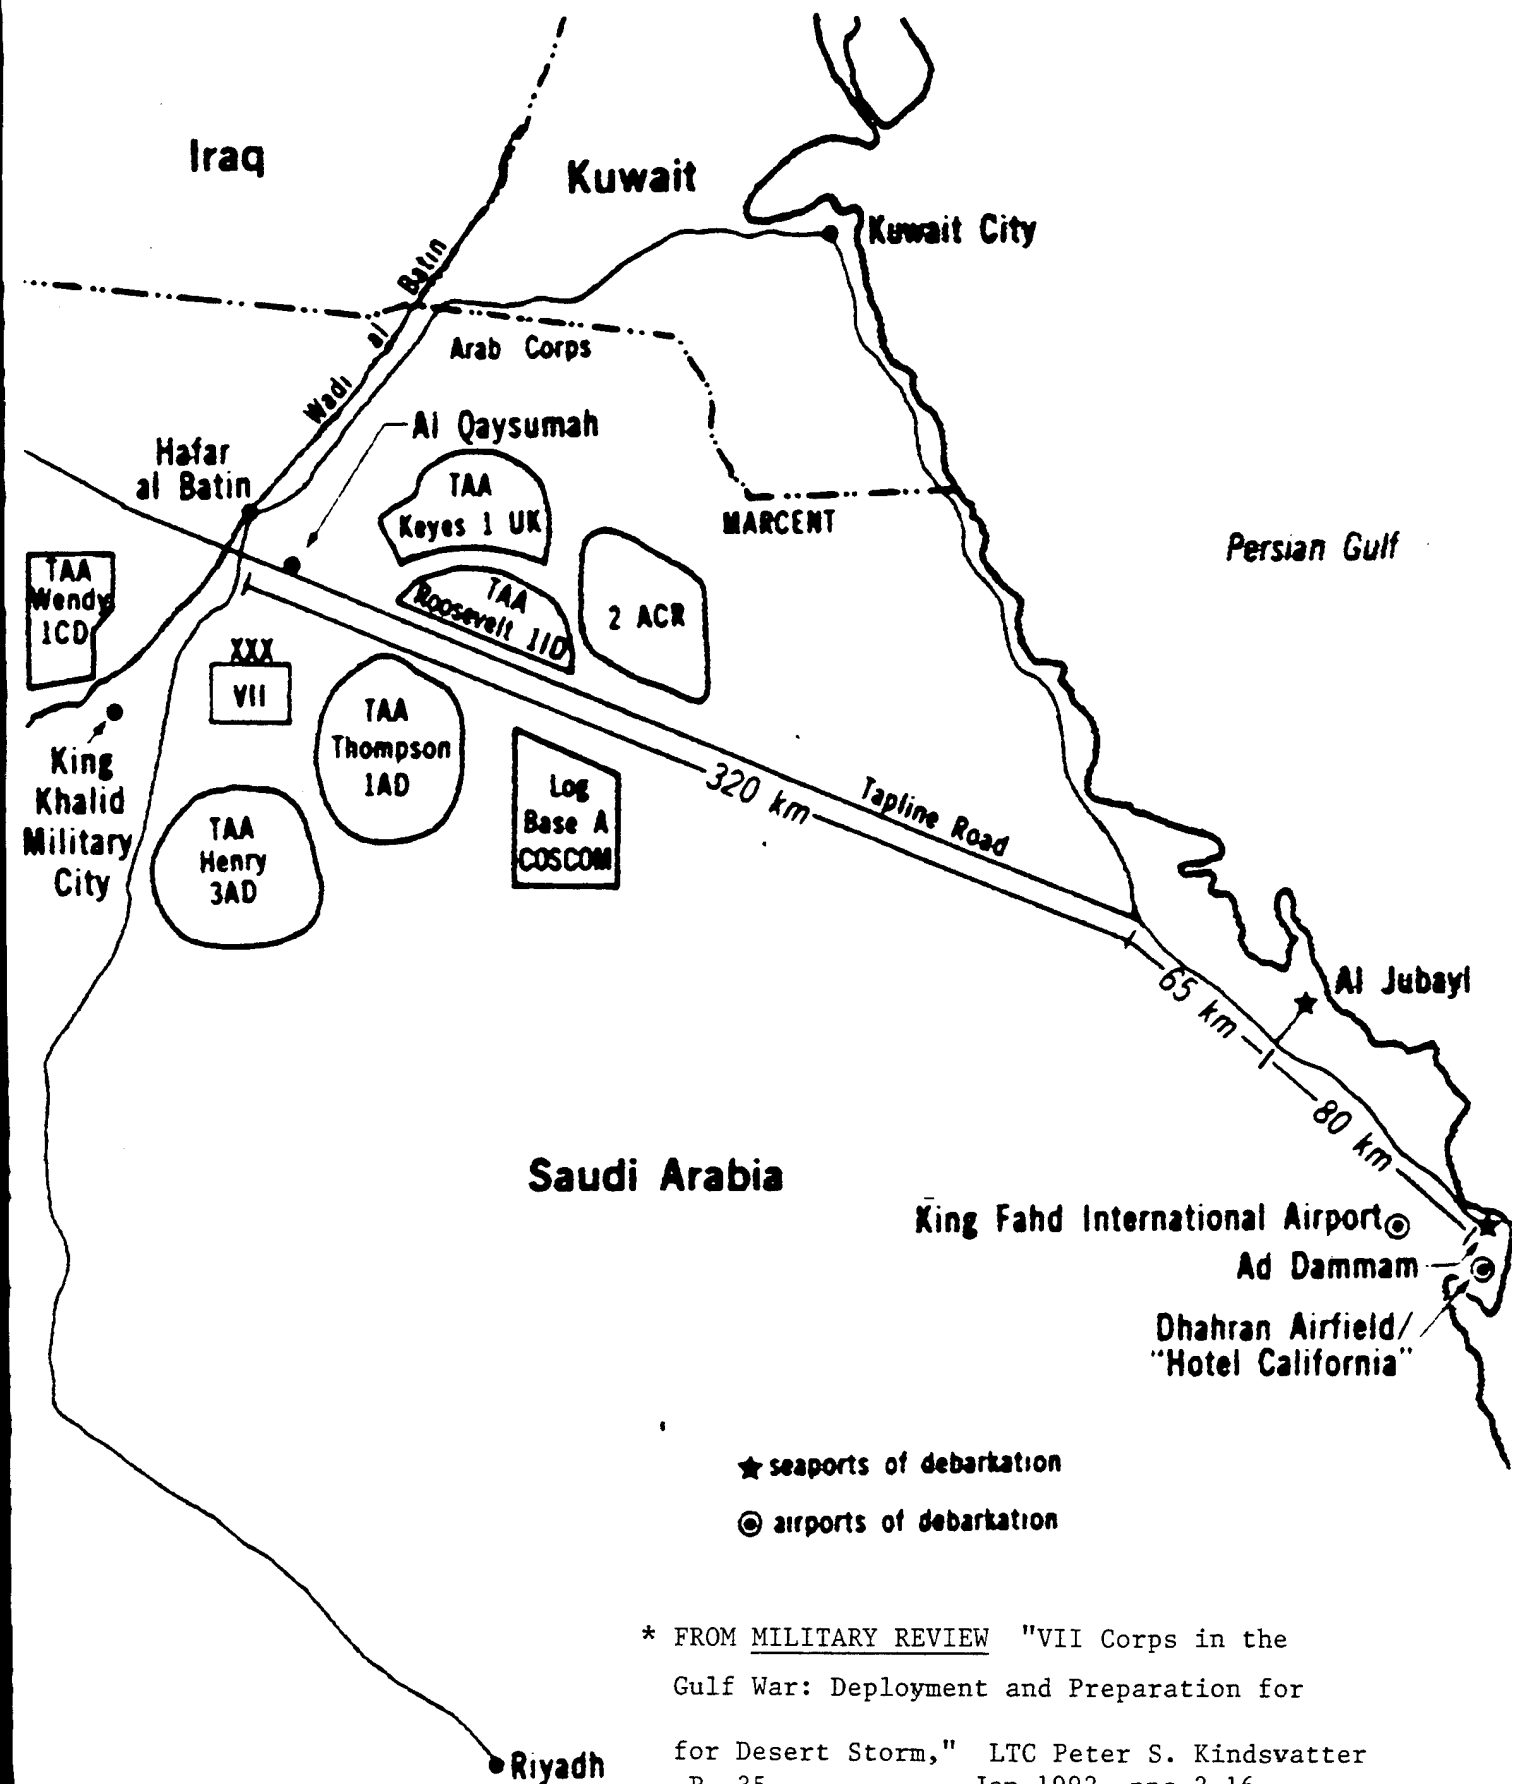 Iraq
Kuwait
Kuwait City
Wadi al Batin
Arab Corps
Al Qaysumah
Hafar
al Batin
TAA
Keyes 1 UK
MARCENT
Persian Gulf
TAA
Wendy
1CD
TAA
Roosevelt 1ID
2 ACR
XXX
VII
TAA
Thompson
1AD
King
Khalid
Military
City
Log
Base A
COSCOM
320 km
Tapline Road
TAA
Henry
3AD
65 km
Al Jubayl
80 km
Saudi Arabia
King Fahd International Airport
Ad Dammam
Dhahran Airfield/
"Hotel California"
seaports of debarkation
airports of debarkation
* FROM MILITARY REVIEW "VII Corps in the
Gulf War: Deployment and Preparation for
for Desert Storm," LTC Peter S. Kindsvatter
Riyadh